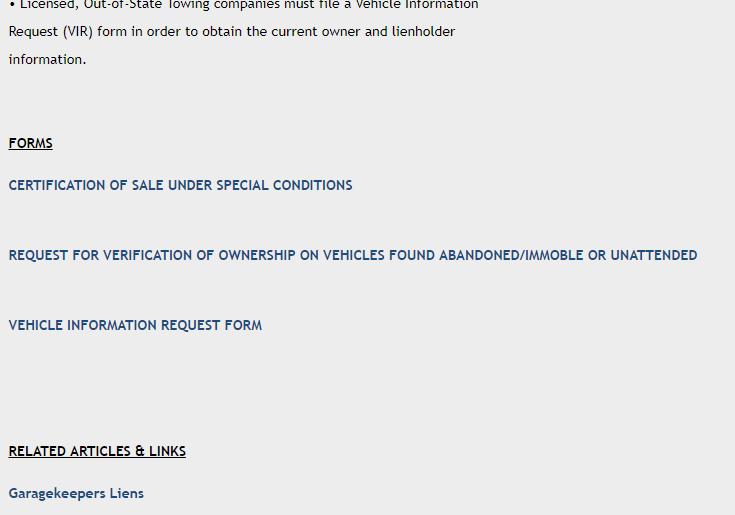 • Licensed, Out-of-State Towing companies must file a Vehicle Information
Request (VIR) form in order to obtain the current owner and lienholder
information.
FORMS
CERTIFICATION OF SALE UNDER SPECIAL CONDITIONS
REQUEST FOR VERIFICATION OF OWNERSHIP ON VEHICLES FOUND ABANDONED/IMMOBLE OR UNATTENDED
VEHICLE INFORMATION REQUEST FORM
RELATED ARTICLES & LINKS
Garagekeepers Liens